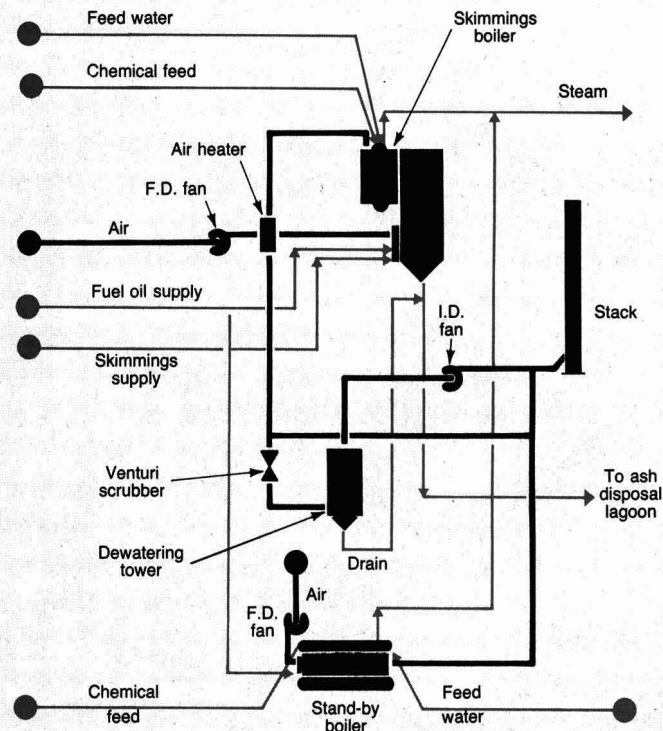 Feed water
Skimmings
boiler
Chemical feed
Steam
Air heater
F.D. fan
Air
Fuel oil supply
I.D.
fan
Stack
Skimmings
supply
Venturi
scrubber
To ash
disposal
lagoon
Dewatering
tower
Drain
Air
F.D.
fan
Chemical
feed
Stand-by
boiler
Feed
water